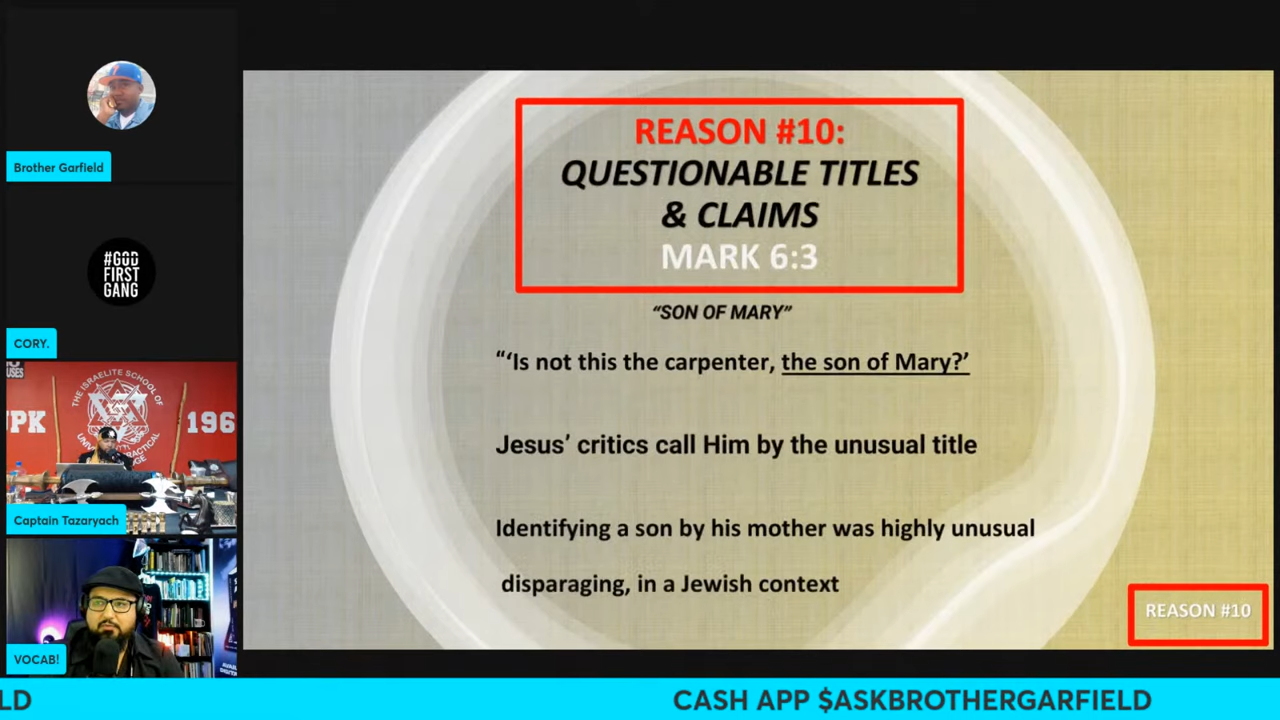 Brother Garfield
#GOD
FIRST
GANG
CORY.
THE ISRAELITE SCHOOL OF
UPK
196
Captain Tazaryach
VOCAB!
REASON #10:
QUESTIONABLE TITLES
& CLAIMS
MARK 6:3
“SON OF MARY”
“‘Is not this the carpenter, the son of Mary?’
Jesus’ critics call Him by the unusual title
Identifying a son by his mother was highly unusual
disparaging, in a Jewish context
REASON #10
LD
CASH APP $ASKBROTHERGARFIELD